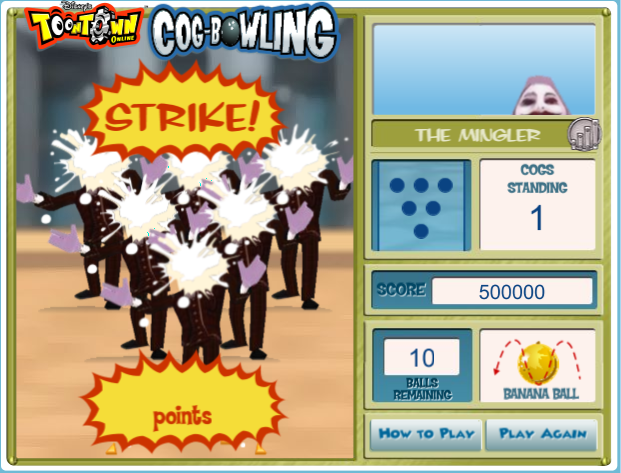 Disney's
TOONTOWN
ONLINE
COG-BOWLING
STRIKE!
points
THE MINGLER
COGS
STANDING
1
SCORE
500000
10
BALLS
REMAINING
BANANA BALL
HOW TO PLAY
PLAY AGAIN